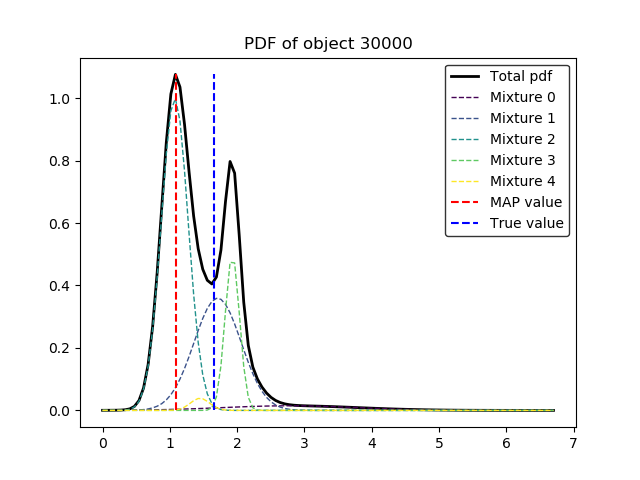 PDF of object 30000
Total pdf
Mixture 0
Mixture 1
Mixture 2
Mixture 3
Mixture 4
MAP value
True value
1.0
0.8
0.6
0.4
0.2
0.0
0 1 2 3 4 5 6 7